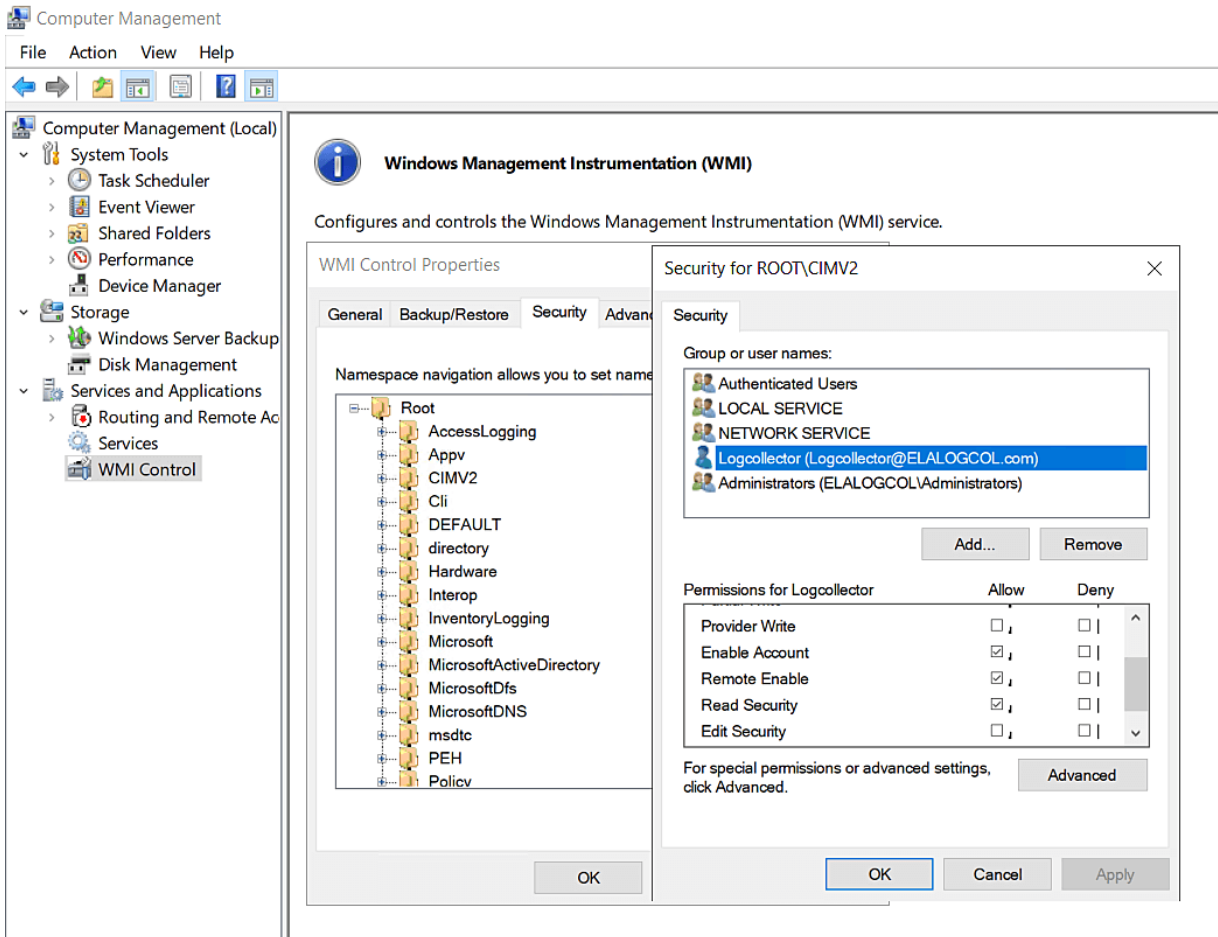 Computer Management
File Action View Help
Computer Management (Local)
System Tools
Task Scheduler
Event Viewer
Shared Folders
Performance
Device Manager
Storage
Windows Server Backup
Disk Management
Services and Applications
Routing and Remote Ac
Services
WMI Control
Windows Management Instrumentation (WMI)
Configures and controls the Windows Management Instrumentation (WMI) service.
WMI Control Properties
General Backup/Restore Security Advanc
Namespace navigation allows you to set name
Root
AccessLogging
Appv
CIMV2
Cli
DEFAULT
directory
Hardware
Interop
InventoryLogging
Microsoft
MicrosoftActiveDirectory
MicrosoftDfs
MicrosoftDNS
msdtc
PEH
Policy
OK
Security for ROOT\CIMV2
Security
Group or user names:
Authenticated Users
LOCAL SERVICE
NETWORK SERVICE
Logcollector (Logcollector@ELALOGCOL.com)
Administrators (ELALOGCOL\Administrators)
Add... Remove
Permissions for Logcollector Allow Deny
Provider Write
Enable Account
Remote Enable
Read Security
Edit Security
For special permissions or advanced settings,
click Advanced.
Advanced
OK Cancel Apply